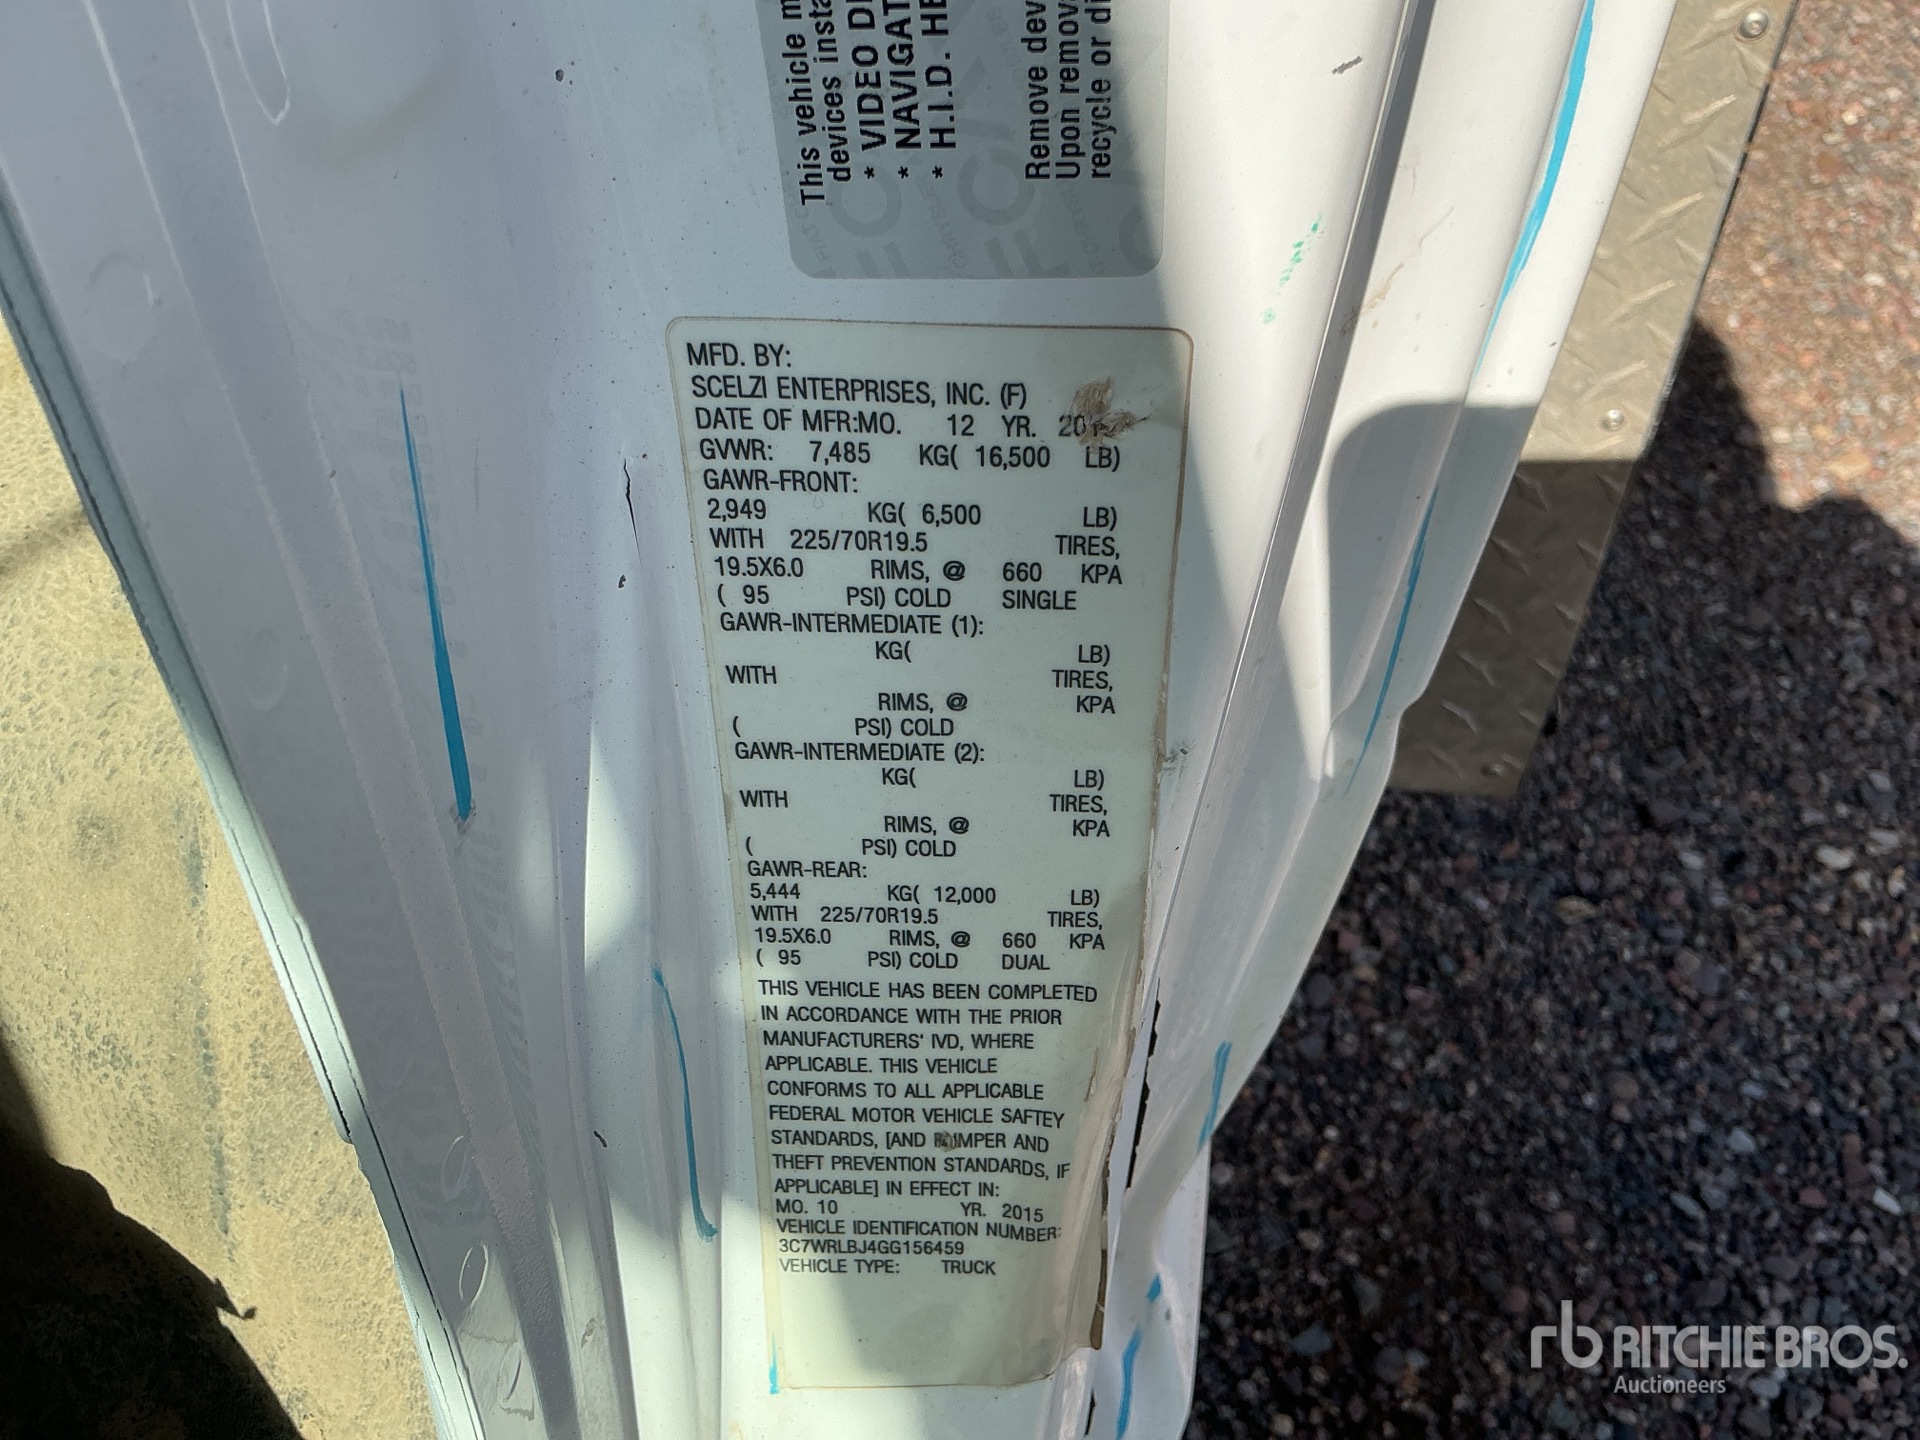 This vehicle
devices
* VIDEO
*
* H.I.D.
Remove
Upon
recycle or
MFD. BY:
SCELZI ENTERPRISES, INC. (F)
DATE OF MFR:MO. 12 YR.
GVWR: 7,485 KG( 16,500 LB)
GAWR-FRONT:
2,949 KG( 6,500 LB)
WITH 225/70R19.5 TIRES,
19.5X6.0 RIMS, @ 660 KPA
( 95 PSI) COLD SINGLE
GAWR-INTERMEDIATE (1):
KG( LB)
WITH TIRES,
RIMS, @ KPA
( PSI) COLD
GAWR-INTERMEDIATE (2):
KG( LB)
WITH TIRES,
RIMS, @ KPA
( PSI) COLD
GAWR-REAR:
5,444 KG( 12,000 LB)
WITH 225/70R19.5 TIRES,
19.5X6.0 RIMS, @ 660 KPA
( 95 PSI) COLD DUAL
THIS VEHICLE HAS BEEN COMPLETED
IN ACCORDANCE WITH THE PRIOR
MANUFACTURERS' IVD, WHERE
APPLICABLE. THIS VEHICLE
CONFORMS TO ALL APPLICABLE
FEDERAL MOTOR VEHICLE SAFTEY
STANDARDS, [AND BUMPER AND
THEFT PREVENTION STANDARDS, IF
APPLICABLE] IN EFFECT IN:
MO. 10 YR. 2015
VEHICLE IDENTIFICATION NUMBER:
3C7WRLBJ4GG156459
VEHICLE TYPE: TRUCK
rb RITCHIE BROS.
Auctioneers